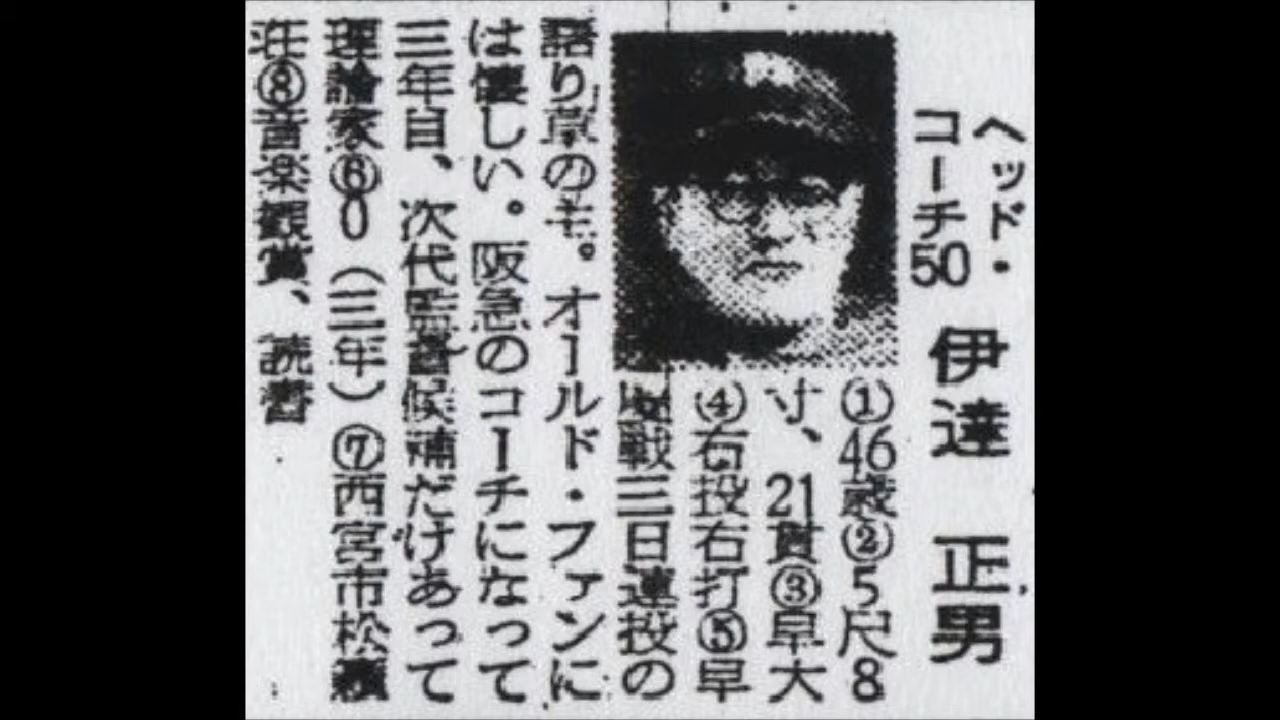 ヘッド・
コーチ50
伊達 正男
①46歳②5尺8
寸、21貫③早大
④右投右打⑤早
慶戦三日連投の
語り草の主。オールド・ファンに
は懐しい。阪急のコーチになって
三年目、次代監督候補だけあって
理論家⑥0（三年）⑦西宮市松籟
荘⑧音楽観賞、読書